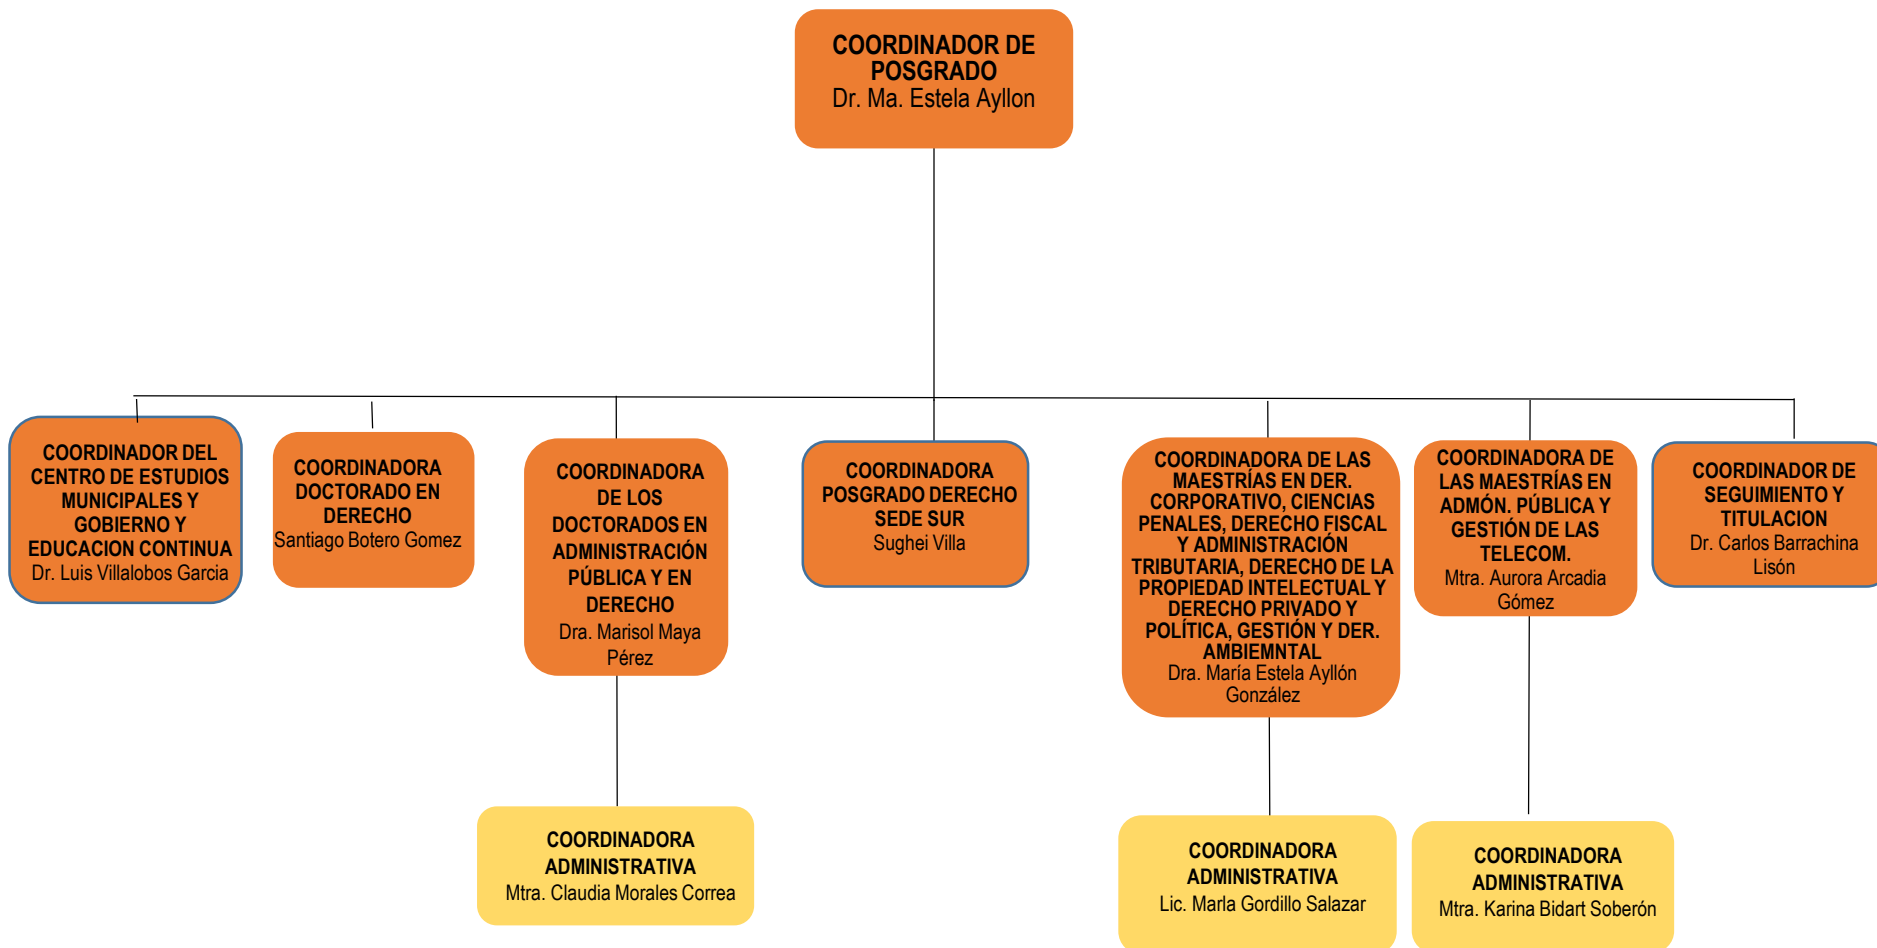 COORDINADOR DE
POSGRADO
Dr. Ma. Estela Ayllon
COORDINADOR DEL
CENTRO DE ESTUDIOS
MUNICIPALES Y
GOBIERNO Y
EDUCACION CONTINUA
Dr. Luis Villalobos Garcia
COORDINADORA
DOCTORADO EN
DERECHO
Santiago Botero Gomez
COORDINADORA
DE LOS
DOCTORADOS EN
ADMINISTRACIÓN
PÚBLICA Y EN
DERECHO
Dra. Marisol Maya
Pérez
COORDINADORA
POSGRADO DERECHO
SEDE SUR
Sughei Villa
COORDINADORA DE LAS
MAESTRÍAS EN DER.
CORPORATIVO, CIENCIAS
PENALES, DERECHO FISCAL
Y ADMINISTRACIÓN
TRIBUTARIA, DERECHO DE LA
PROPIEDAD INTELECTUAL Y
DERECHO PRIVADO Y
POLÍTICA, GESTIÓN Y DER.
AMBIEMNTAL
Dra. María Estela Ayllón
González
COORDINADORA DE
LAS MAESTRÍAS EN
ADMÓN. PÚBLICA Y
GESTIÓN DE LAS
TELECOM.
Mtra. Aurora Arcadia
Gómez
COORDINADOR DE
SEGUIMIENTO Y
TITULACION
Dr. Carlos Barrachina
Lisón
COORDINADORA
ADMINISTRATIVA
Mtra. Claudia Morales Correa
COORDINADORA
ADMINISTRATIVA
Lic. Marla Gordillo Salazar
COORDINADORA
ADMINISTRATIVA
Mtra. Karina Bidart Soberón